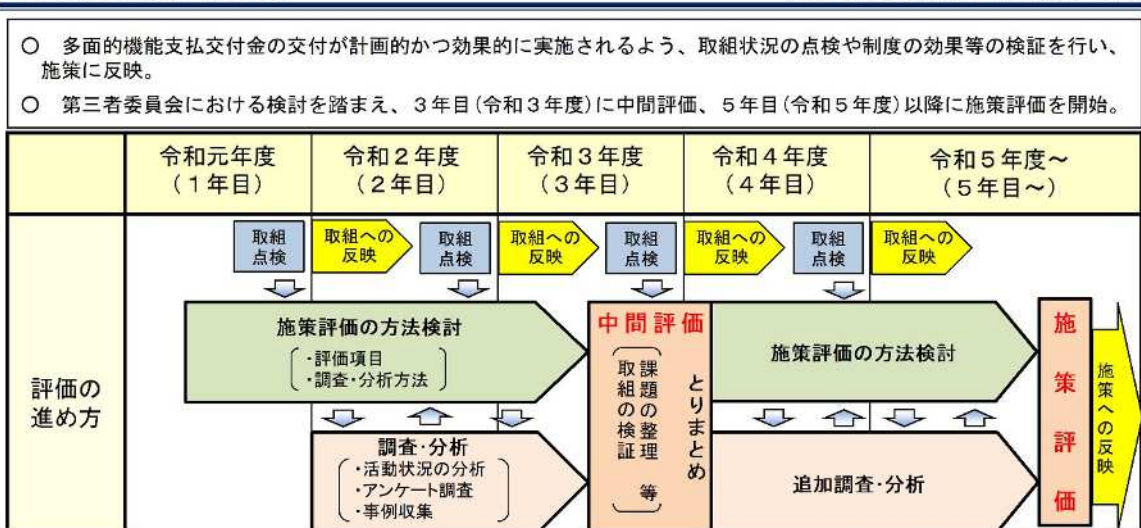 ○　多面的機能支払交付金の交付が計画的かつ効果的に実施されるよう、取組状況の点検や制度の効果等の検証を行い、
施策に反映。
○　第三者委員会における検討を踏まえ、３年目(令和３年度)に中間評価、５年目(令和５年度)以降に施策評価を開始。
令和元年度
（１年目）
令和２年度
（２年目）
令和３年度
（３年目）
令和４年度
（４年目）
令和５年度～
（５年目～）
評価の
進め方
取組
点検
取組への
反映
取組
点検
取組への
反映
取組
点検
取組への
反映
取組
点検
取組への
反映
施策評価の方法検討
・評価項目
・調査・分析方法
調査・分析
・活動状況の分析
・アンケート調査
・事例収集
中間評価
課題の整理　等
取組の検証
とりまとめ
施策評価の方法検討
追加調査・分析
施策評価
施策への反映